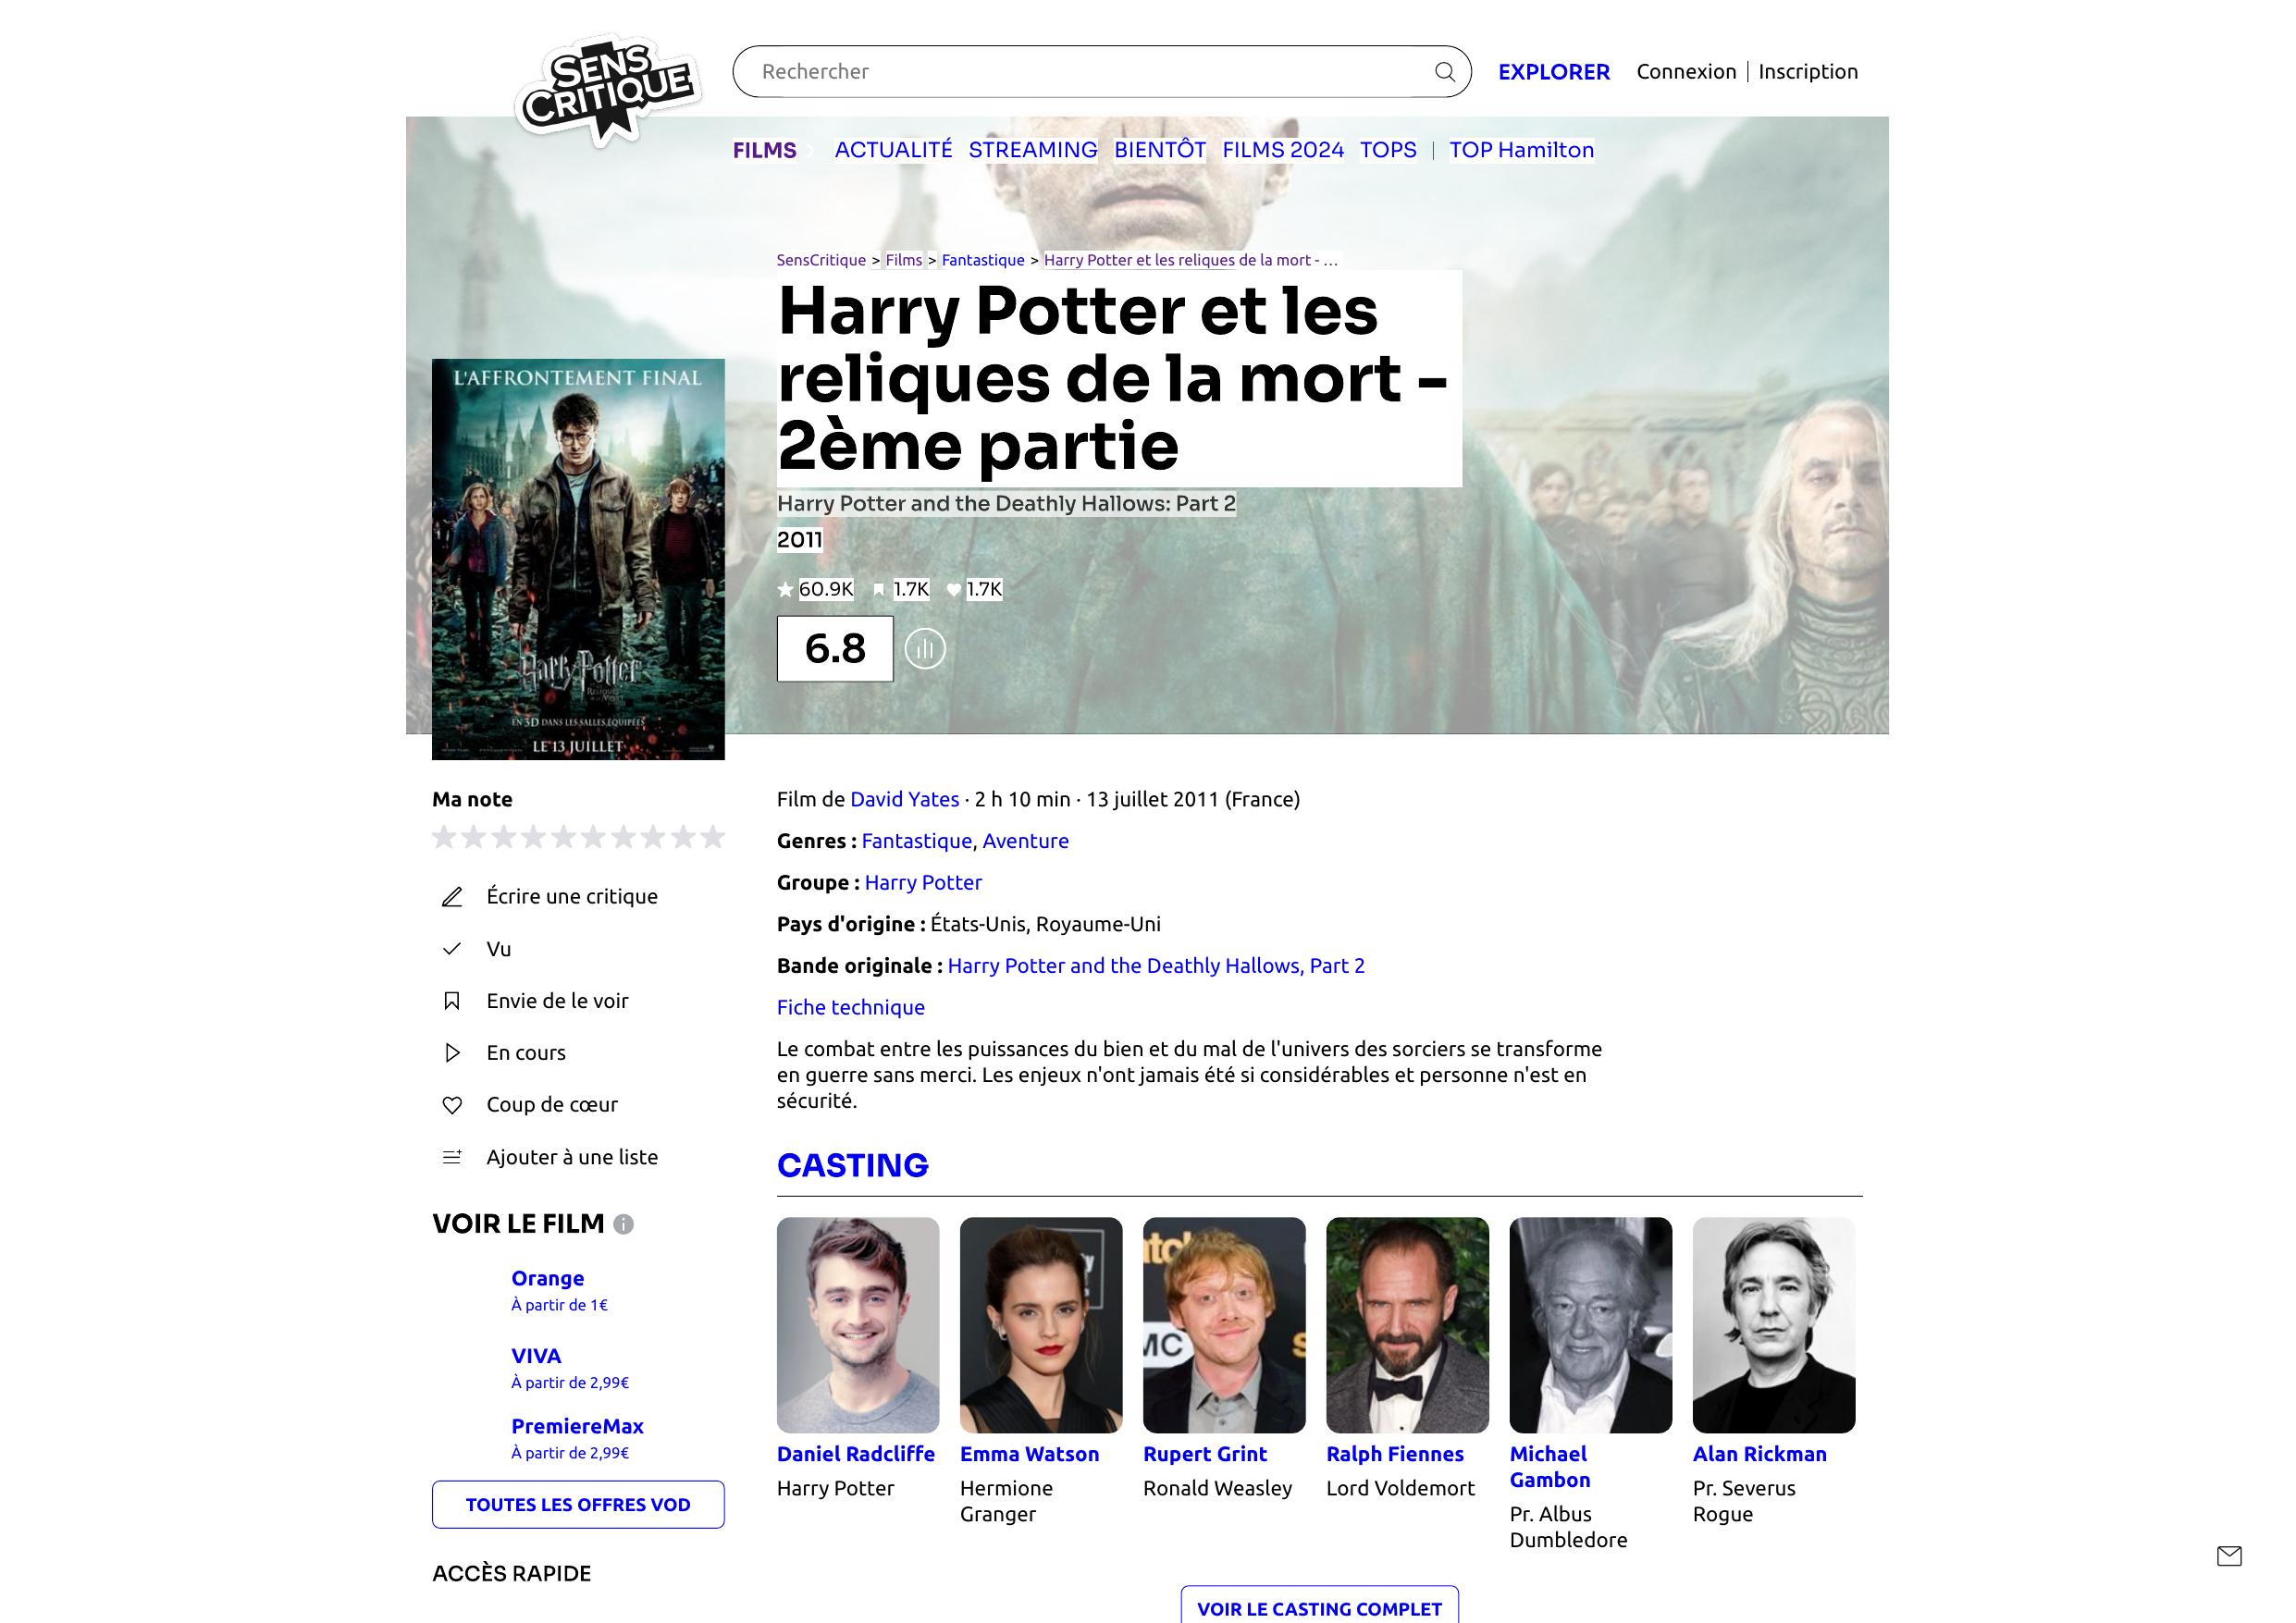 SENS
CRITIQUE
Rechercher
EXPLORER
Connexion | Inscription
FILMS
ACTUALITÉ
STREAMING
BIENTÔT
FILMS 2024
TOPS
|
TOP Hamilton
SensCritique > Films > Fantastique > Harry Potter et les reliques de la mort - ...
Harry Potter et les
reliques de la mort -
2ème partie
Harry Potter and the Deathly Hallows: Part 2
2011
60.9K
1.7K
1.7K
6.8
L'AFFRONTEMENT FINAL
Harry Potter
EN 3D DANS LES SALLES ÉQUIPÉES
LE 13 JUILLET
Ma note
Écrire une critique
Vu
Envie de le voir
En cours
Coup de cœur
Ajouter à une liste
VOIR LE FILM
Orange
À partir de 1€
VIVA
À partir de 2,99€
PremiereMax
À partir de 2,99€
TOUTES LES OFFRES VOD
ACCÈS RAPIDE
Film de David Yates · 2 h 10 min · 13 juillet 2011 (France)
Genres : Fantastique, Aventure
Groupe : Harry Potter
Pays d'origine : États-Unis, Royaume-Uni
Bande originale : Harry Potter and the Deathly Hallows, Part 2
Fiche technique
Le combat entre les puissances du bien et du mal de l'univers des sorciers se transforme
en guerre sans merci. Les enjeux n'ont jamais été si considérables et personne n'est en
sécurité.
CASTING
Daniel Radcliffe
Harry Potter
Emma Watson
Hermione
Granger
Rupert Grint
Ronald Weasley
Ralph Fiennes
Lord Voldemort
Michael
Gambon
Pr. Albus
Dumbledore
Alan Rickman
Pr. Severus
Rogue
VOIR LE CASTING COMPLET